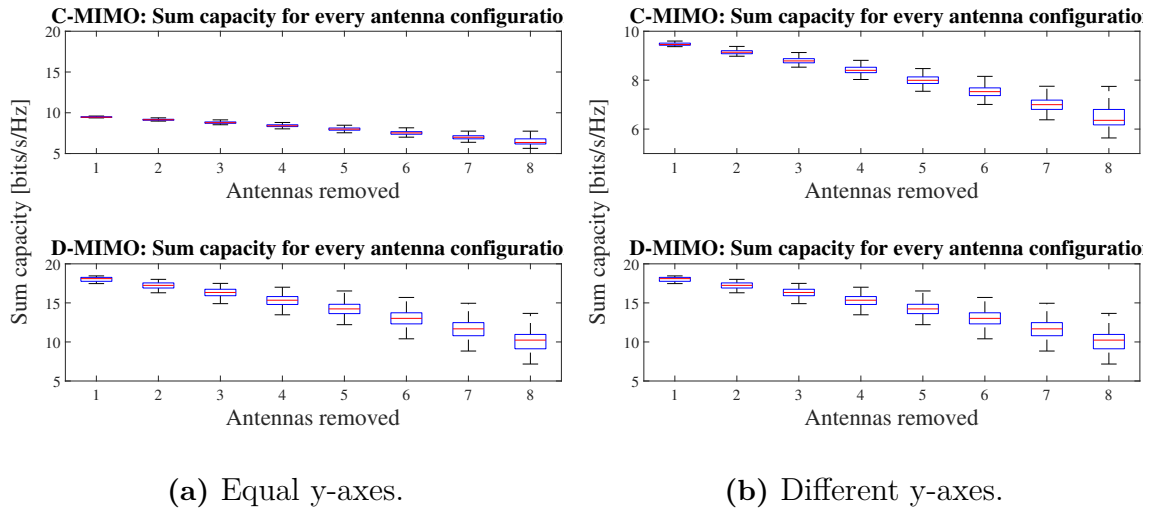 C-MIMO: Sum capacity for every antenna configuratio
20
15
10
5
1 2 3 4 5 6 7 8
Antennas removed
D-MIMO: Sum capacity for every antenna configuratio
20
15
10
5
1 2 3 4 5 6 7 8
Antennas removed
Sum capacity [bits/s/Hz]
(a) Equal y-axes.
C-MIMO: Sum capacity for every antenna configuration
10
8
6
1 2 3 4 5 6 7 8
Antennas removed
D-MIMO: Sum capacity for every antenna configuration
20
15
10
5
1 2 3 4 5 6 7 8
Antennas removed
Sum capacity [bits/s/Hz]
(b) Different y-axes.